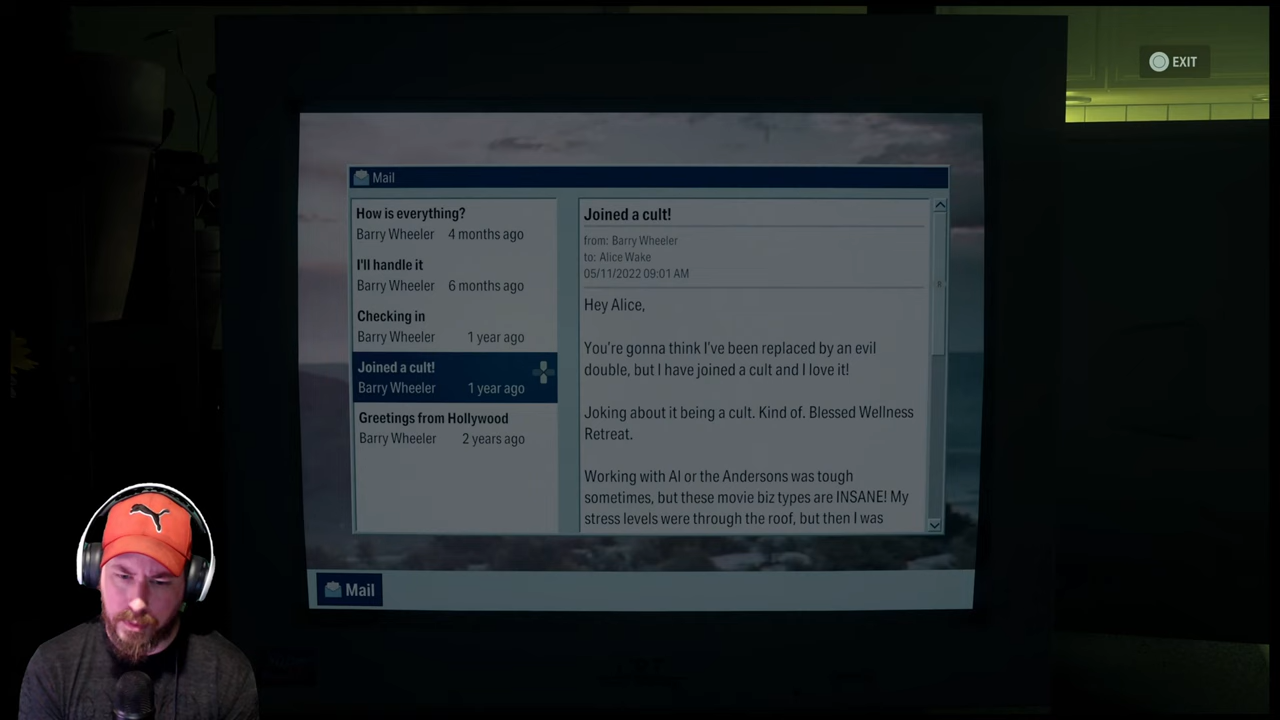 EXIT
Mail
How is everything?
Barry Wheeler 4 months ago
I'll handle it
Barry Wheeler 6 months ago
Checking in
Barry Wheeler 1 year ago
Joined a cult!
Barry Wheeler 1 year ago
Greetings from Hollywood
Barry Wheeler 2 years ago
Joined a cult!
from: Barry Wheeler
to: Alice Wake
05/11/2022 09:01 AM
Hey Alice,
You're gonna think I've been replaced by an evil
double, but I have joined a cult and I love it!
Joking about it being a cult. Kind of. Blessed Wellness
Retreat.
Working with Al or the Andersons was tough
sometimes, but these movie biz types are INSANE! My
stress levels were through the roof, but then I was
Mail